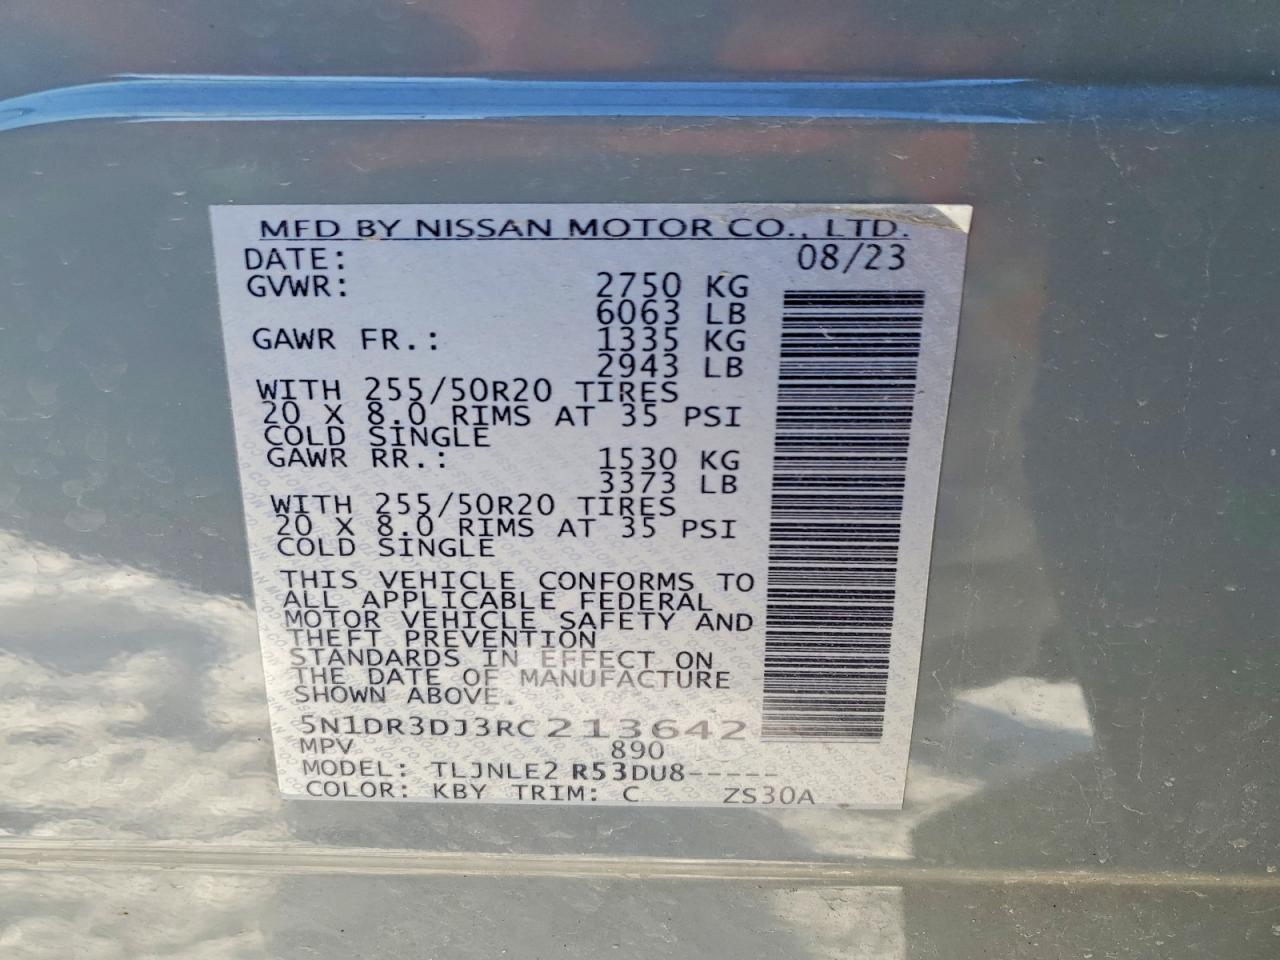 MFD BY NISSAN MOTOR CO., LTD.
DATE: 08/23
GVWR: 2750 KG
6063 LB
GAWR FR.: 1335 KG
2943 LB
WITH 255/50R20 TIRES
20 X 8.0 RIMS AT 35 PSI
COLD SINGLE
GAWR RR.: 1530 KG
3373 LB
WITH 255/50R20 TIRES
20 X 8.0 RIMS AT 35 PSI
COLD SINGLE
THIS VEHICLE CONFORMS TO
ALL APPLICABLE FEDERAL
MOTOR VEHICLE SAFETY AND
THEFT PREVENTION
STANDARDS IN EFFECT ON
THE DATE OF MANUFACTURE
SHOWN ABOVE.
5N1DR3DJ3RC213642
MPV 890
MODEL: TLJNLE2 R53DU8-----
COLOR: KBY TRIM: C ZS30A